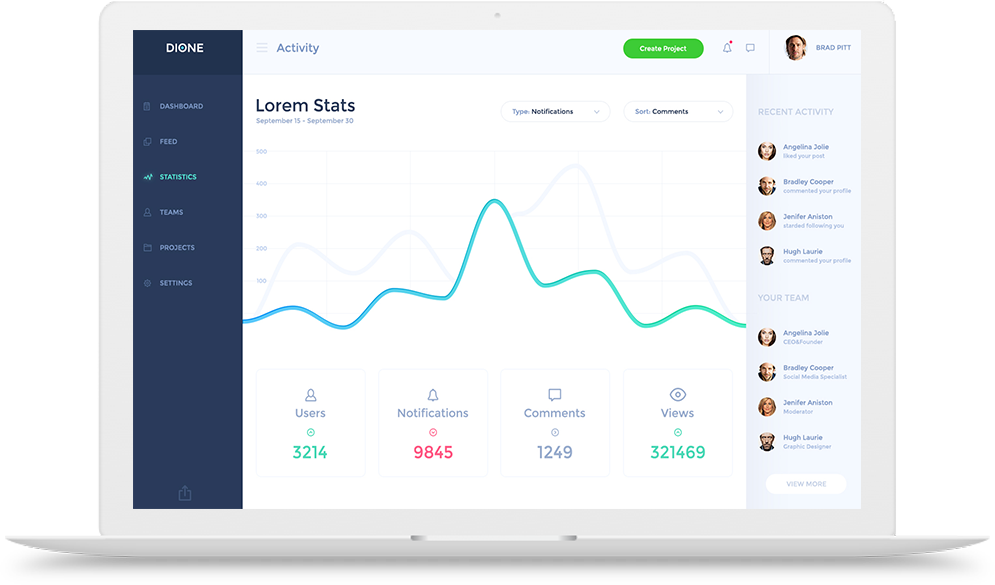 DIONE
Activity
Create Project
BRAD PITT
DASHBOARD
FEED
STATISTICS
TEAMS
PROJECTS
SETTINGS
Lorem Stats
September 15 - September 30
Type: Notifications
Sort: Comments
500
400
300
200
100
Users
3214
Notifications
9845
Comments
1249
Views
321469
RECENT ACTIVITY
Angelina Jolie
liked your post
Bradley Cooper
commented your profile
Jenifer Aniston
starded following you
Hugh Laurie
commented your profile
YOUR TEAM
Angelina Jolie
CEO&Founder
Bradley Cooper
Social Media Specialist
Jenifer Aniston
Moderator
Hugh Laurie
Graphic Designer
VIEW MORE